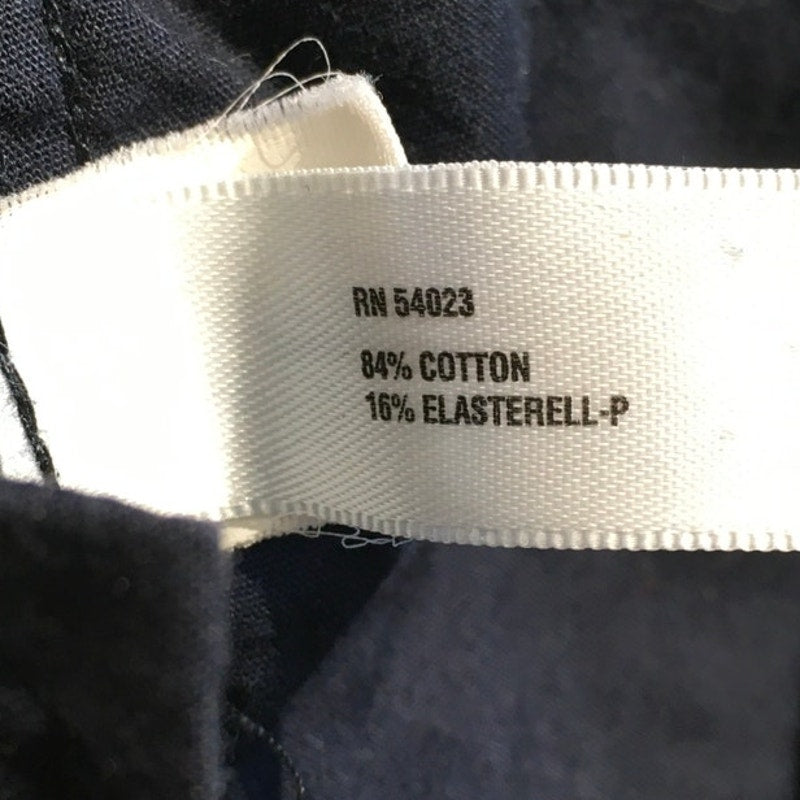 RN 54023
84% COTTON
16% ELASTERELL-P